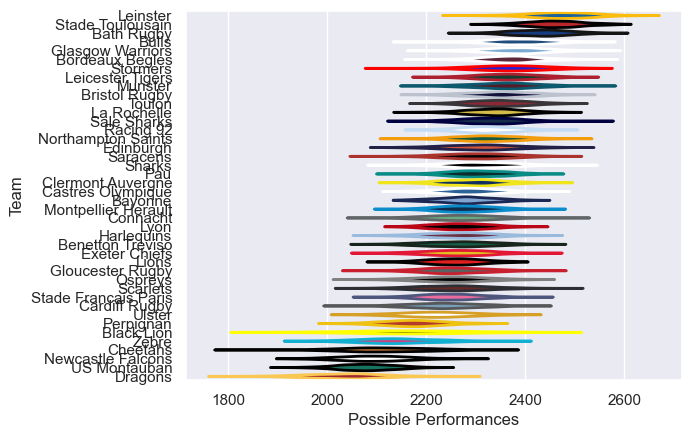 Leinster
Stade Toulousain
Bath Rugby
Bulls
Glasgow Warriors
Bordeaux Begles
Stormers
Leicester Tigers
Munster
Bristol Rugby
Toulon
La Rochelle
Sale Sharks
Racing 92
Northampton Saints
Edinburgh
Saracens
Sharks
Pau
Clermont Auvergne
Castres Olympique
Bayonne
Montpellier Herault
Connacht
Lyon
Harlequins
Benetton Treviso
Exeter Chiefs
Lions
Gloucester Rugby
Ospreys
Scarlets
Stade Francais Paris
Cardiff Rugby
Ulster
Perpignan
Black Lion
Zebre
Cheetahs
Newcastle Falcons
US Montauban
Dragons
Team
1800 2000 2200 2400 2600
Possible Performances